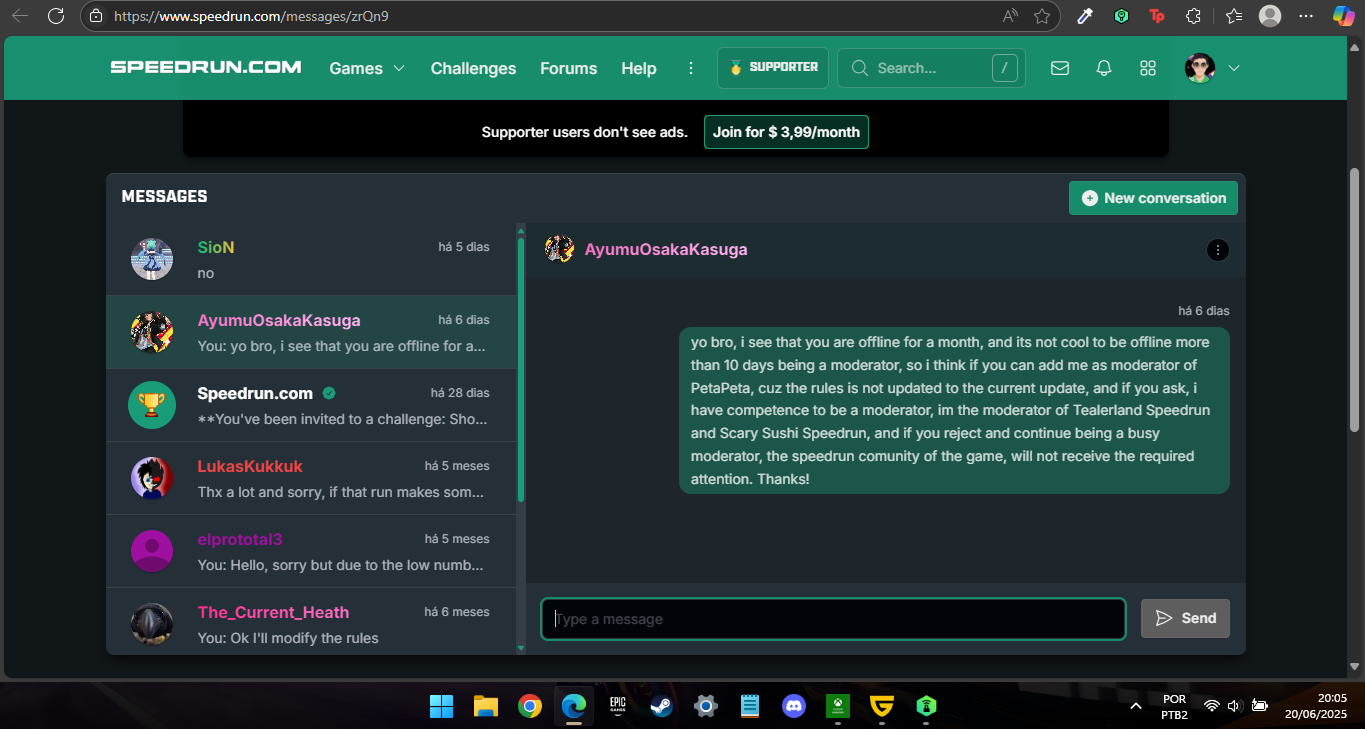 https://www.speedrun.com/messages/zrQn9
SPEEDRUN.COM
Games
Challenges
Forums
Help
SUPPORTER
Search...
/
Supporter users don't see ads.
Join for $ 3,99/month
MESSAGES
New conversation
SioN
há 5 dias
no
AyumuOsakaKasuga
há 6 dias
You: yo bro, i see that you are offline for a...
Speedrun.com
há 28 dias
**You've been invited to a challenge: Sho...
LukasKukkuk
há 5 meses
Thx a lot and sorry, if that run makes som...
elprototal3
há 5 meses
You: Hello, sorry but due to the low numb...
The_Current_Heath
há 6 meses
You: Ok I'll modify the rules
AyumuOsakaKasuga
há 6 dias
yo bro, i see that you are offline for a month, and its not cool to be offline more
than 10 days being a moderator, so i think if you can add me as moderator of
PetaPeta, cuz the rules is not updated to the current update, and if you ask, i
have competence to be a moderator, im the moderator of Tealerland Speedrun
and Scary Sushi Speedrun, and if you reject and continue being a busy
moderator, the speedrun comunity of the game, will not receive the required
attention. Thanks!
Type a message
Send
EPIC
GAMES
POR
PTB2
20:05
20/06/2025